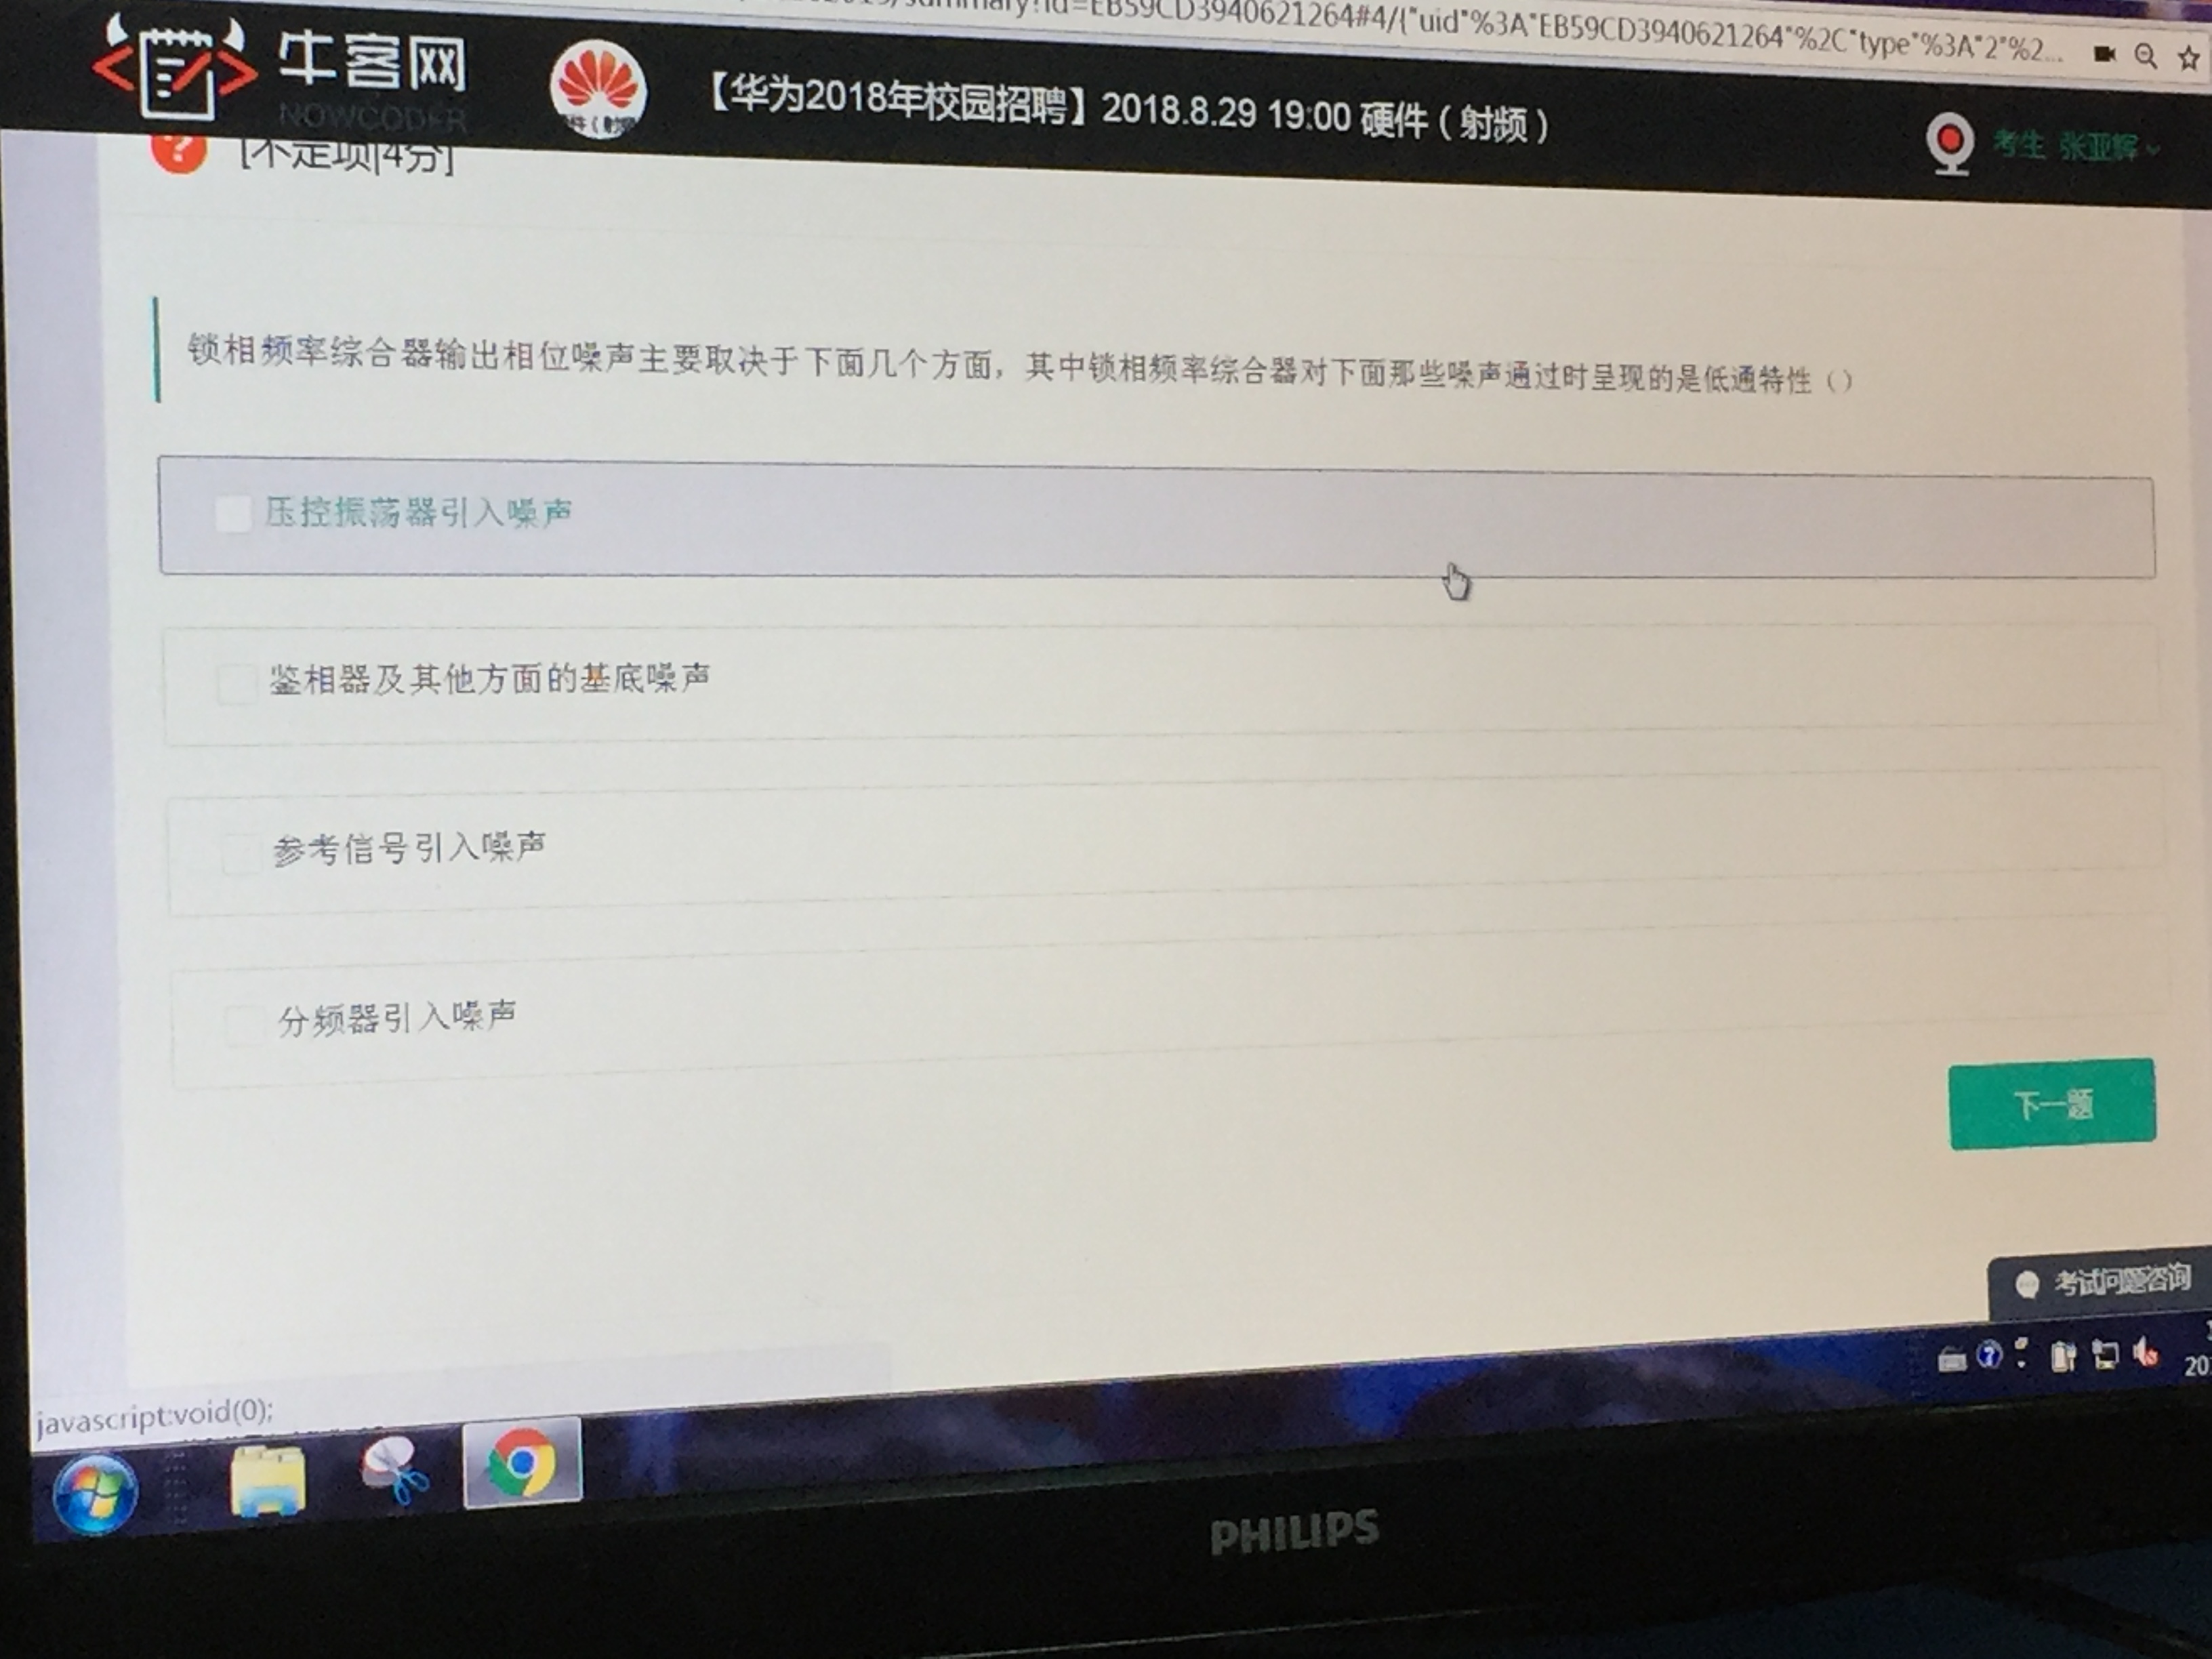 summary?id=EB59CD3940621264#4/{"uid"%3A"EB59CD3940621264"%2C"type"%3A"2"%2...
牛客网
NOWCODER
【华为2018年校园招聘】2018.8.29 19:00 硬件（射频）
考生 张亚辉
[不定项|4分]
锁相频率综合器输出相位噪声主要取决于下面几个方面，其中锁相频率综合器对下面那些噪声通过时呈现的是低通特性（）
压控振荡器引入噪声
鉴相器及其他方面的基底噪声
参考信号引入噪声
分频器引入噪声
下一题
考试问题咨询
javascript:void(0);
PHILIPS